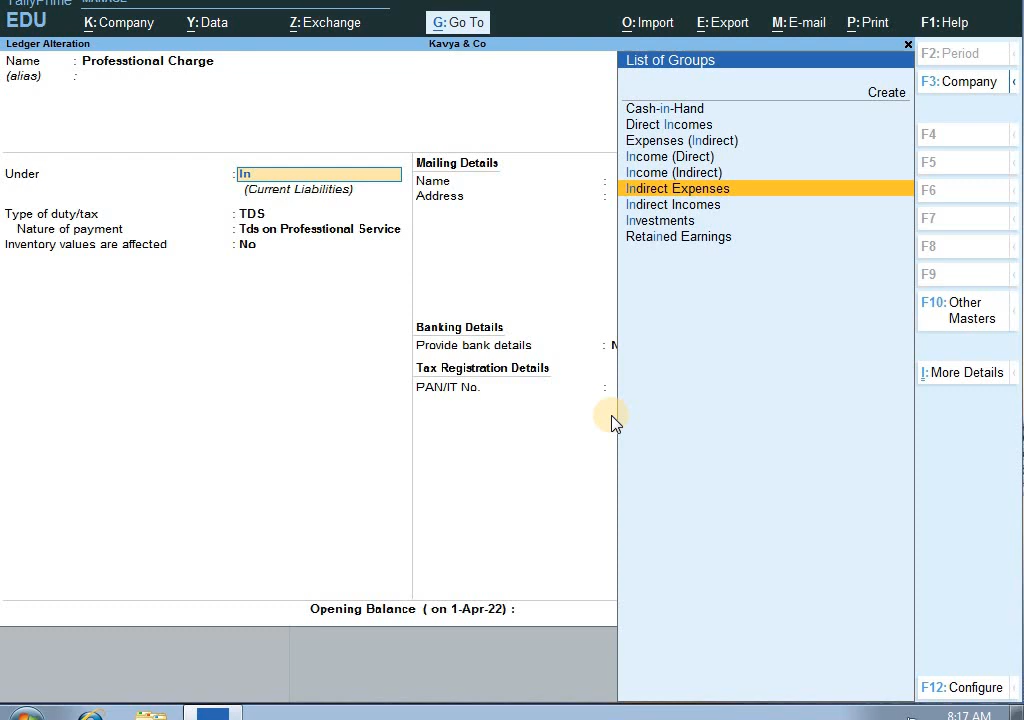 TallyPrime MANAGE
EDU
K: Company Y: Data Z: Exchange G: Go To O: Import E: Export M: E-mail P: Print F1: Help
Ledger Alteration Kavya & Co
Name : Professtional Charge
(alias) :
Under : In
(Current Liabilities)
Type of duty/tax : TDS
Nature of payment : Tds on Professtional Service
Inventory values are affected : No
Mailing Details
Name :
Address :
Banking Details
Provide bank details :
Tax Registration Details
PAN/IT No. :
Opening Balance ( on 1-Apr-22) :
List of Groups
Create
Cash-in-Hand
Direct Incomes
Expenses (Indirect)
Income (Direct)
Income (Indirect)
Indirect Expenses
Indirect Incomes
Investments
Retained Earnings
F2: Period
F3: Company
F4
F5
F6
F7
F8
F9
F10: Other
Masters
I: More Details
F12: Configure
8:17 AM